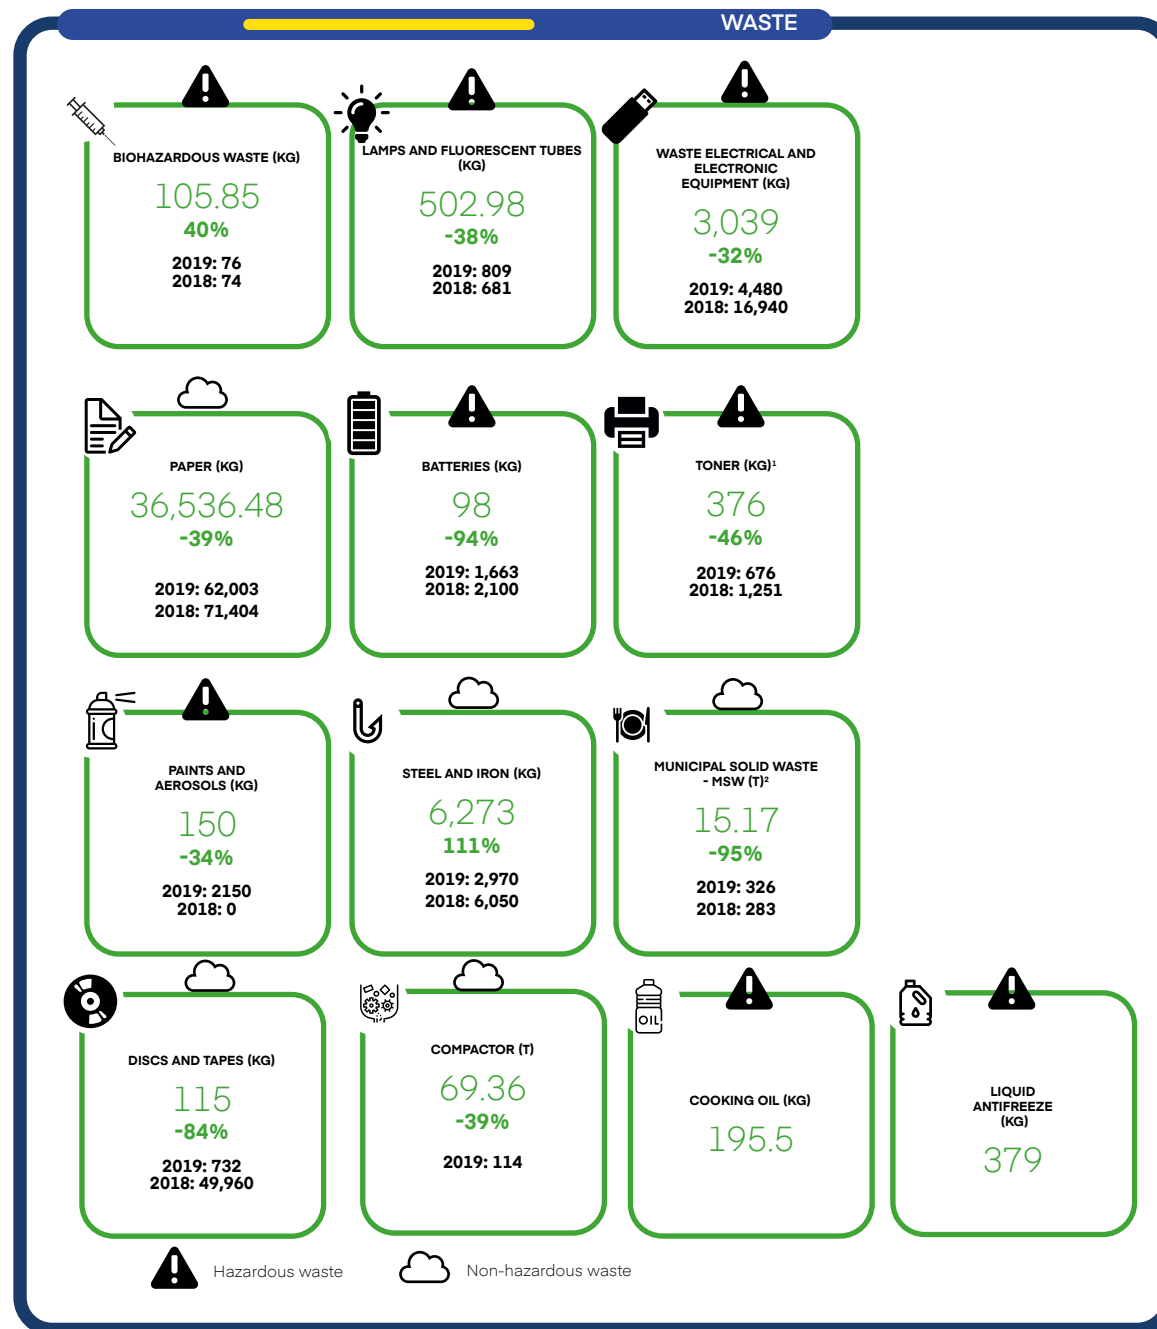 WASTE
BIOHAZARDOUS WASTE (KG)
105.85
40%
2019: 76
2018: 74
LAMPS AND FLUORESCENT TUBES
(KG)
502.98
-38%
2019: 809
2018: 681
WASTE ELECTRICAL AND
ELECTRONIC
EQUIPMENT (KG)
3,039
-32%
2019: 4,480
2018: 16,940
PAPER (KG)
36,536.48
-39%
2019: 62,003
2018: 71,404
BATTERIES (KG)
98
-94%
2019: 1,663
2018: 2,100
TONER (KG)¹
376
-46%
2019: 676
2018: 1,251
PAINTS AND
AEROSOLS (KG)
150
-34%
2019: 2150
2018: 0
STEEL AND IRON (KG)
6,273
111%
2019: 2,970
2018: 6,050
MUNICIPAL SOLID WASTE
- MSW (T)²
15.17
-95%
2019: 326
2018: 283
DISCS AND TAPES (KG)
115
-84%
2019: 732
2018: 49,960
COMPACTOR (T)
69.36
-39%
2019: 114
OIL
COOKING OIL (KG)
195.5
LIQUID
ANTIFREEZE
(KG)
379
Hazardous waste
Non-hazardous waste